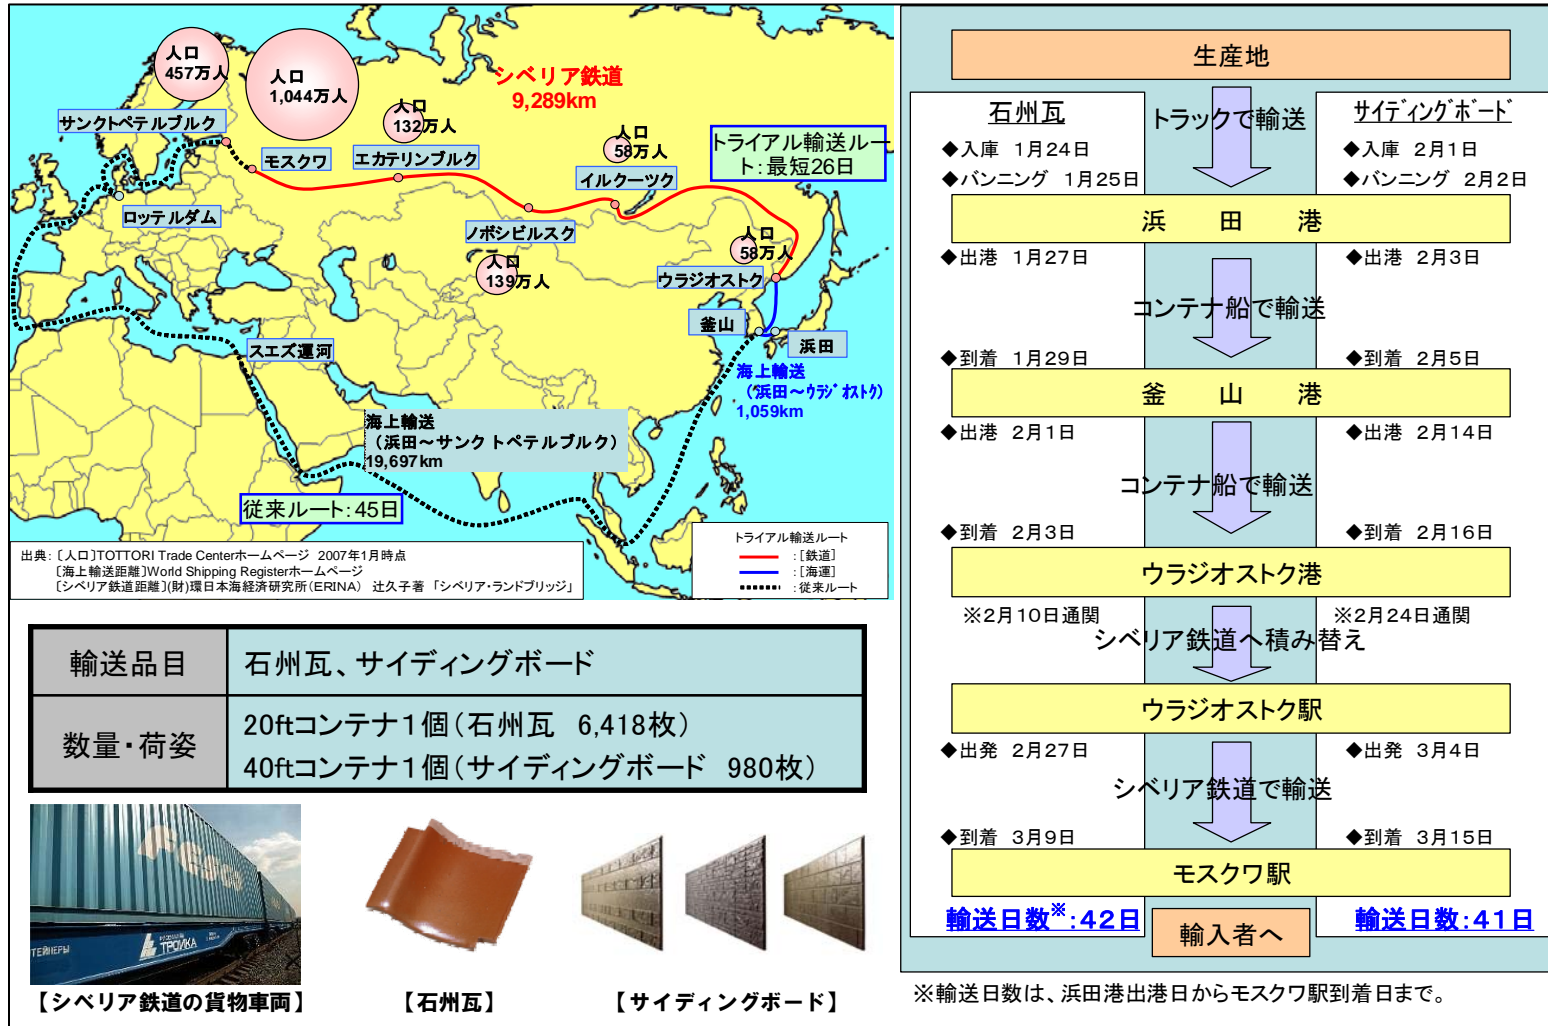 人口
457万人
人口
1,044万人
シベリア鉄道
9,289km
人口
132万人
人口
58万人
トライアル輸送ルー
ト:最短26日
サンクトペテルブルク
モスクワ
エカテリンブルク
イルクーツク
ロッテルダム
ノボシビルスク
人口
58万人
人口
139万人
ウラジオストク
釜山
浜田
スエズ運河
海上輸送
(浜田~ウラジオストク)
1,059km
海上輸送
(浜田~サンクトペテルブルク)
19,697km
従来ルート:45日
トライアル輸送ルート
:[鉄道]
:[海運]
:従来ルート
出典:〔人口〕TOTTORI Trade Centerホームページ 2007年1月時点
〔海上輸送距離〕World Shipping Registerホームページ
〔シベリア鉄道距離〕(財)環日本海経済研究所(ERINA) 辻久子著 「シベリア・ランドブリッジ」
輸送品目 石州瓦、サイディングボード
数量・荷姿 20ftコンテナ1個(石州瓦 6,418枚)
40ftコンテナ1個(サイディングボード 980枚)
ТРОЙКА
【シベリア鉄道の貨物車両】
【石州瓦】
【サイディングボード】
生産地
石州瓦 トラックで輸送 サイディングボード
◆入庫 1月24日 ◆入庫 2月1日
◆バンニング 1月25日 ◆バンニング 2月2日
浜 田 港
◆出港 1月27日 ◆出港 2月3日
コンテナ船で輸送
◆到着 1月29日 ◆到着 2月5日
釜 山 港
◆出港 2月1日 ◆出港 2月14日
コンテナ船で輸送
◆到着 2月3日 ◆到着 2月16日
ウラジオストク港
※2月10日通関 ※2月24日通関
シベリア鉄道へ積み替え
ウラジオストク駅
◆出発 2月27日 ◆出発 3月4日
シベリア鉄道で輸送
◆到着 3月9日 ◆到着 3月15日
モスクワ駅
輸送日数※:42日 輸送日数:41日
輸入者へ
※輸送日数は、浜田港出港日からモスクワ駅到着日まで。